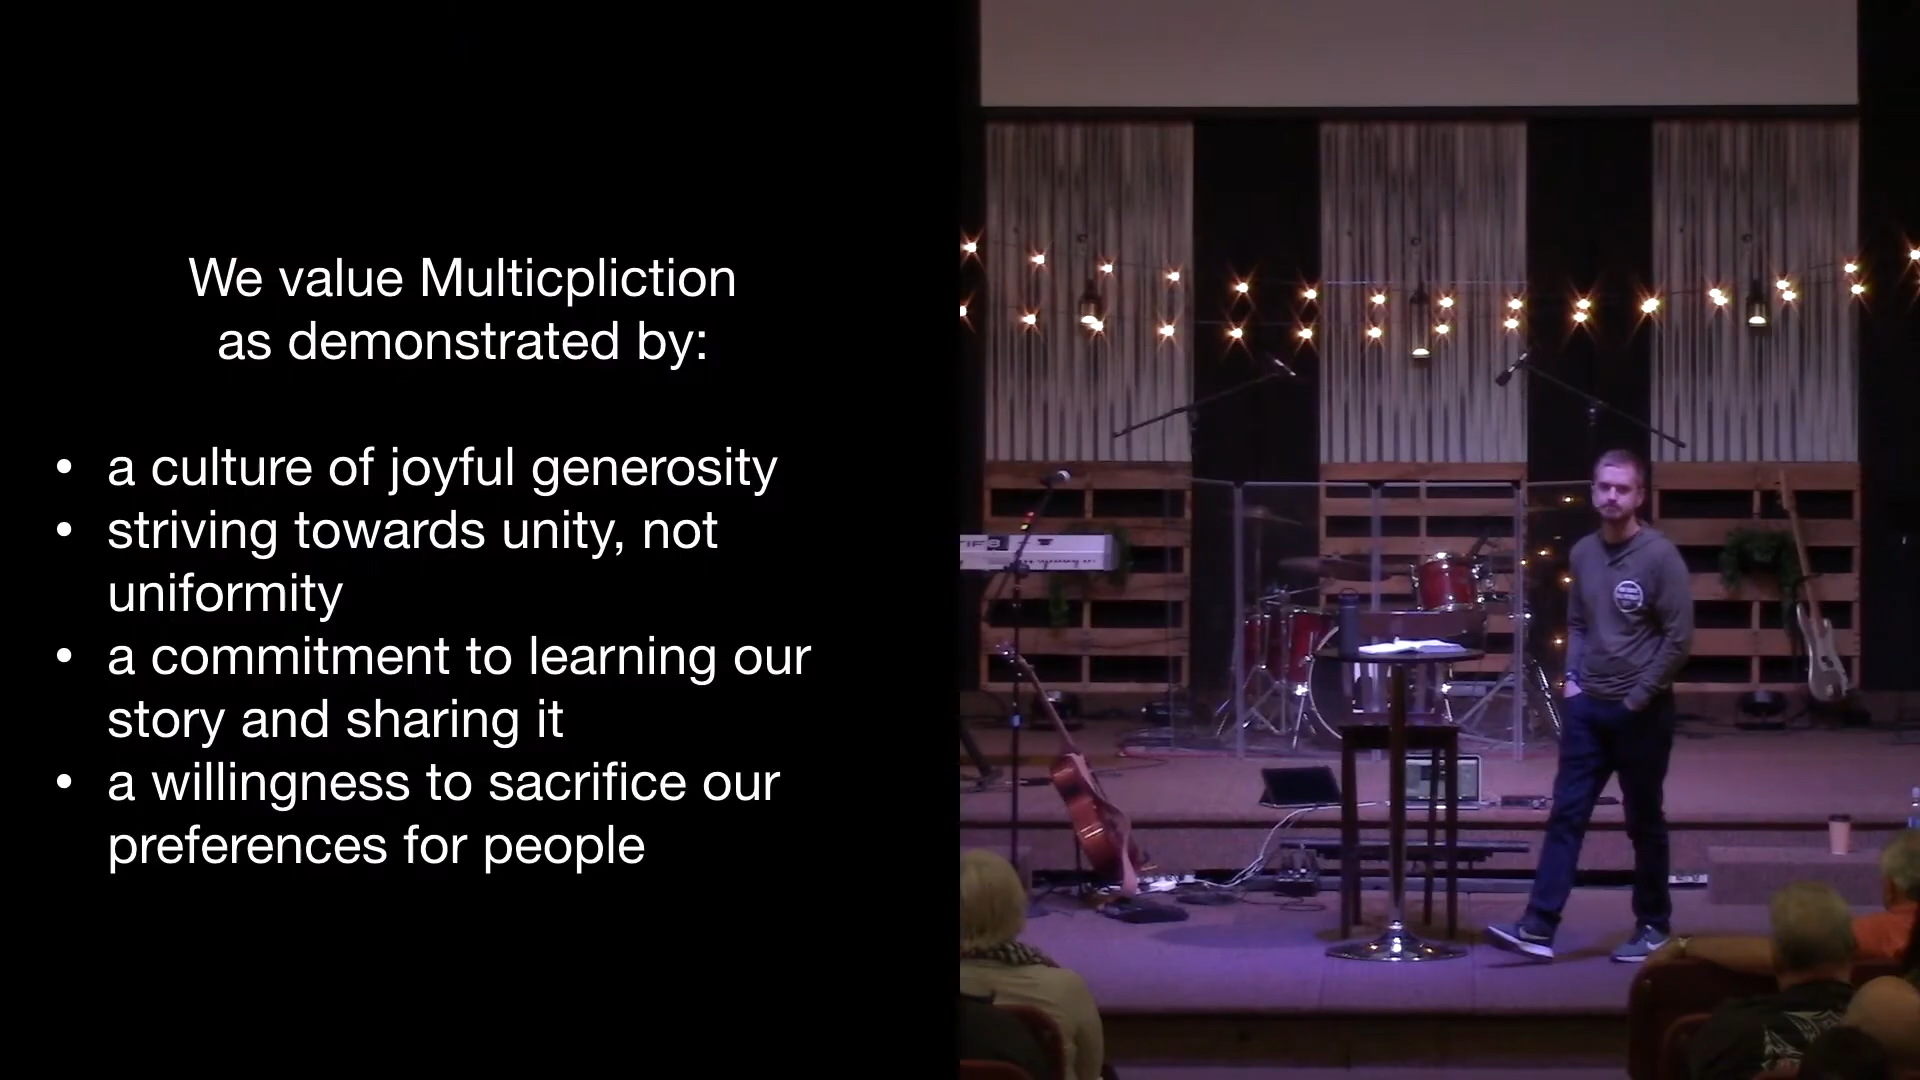 We value Multicpliction
as demonstrated by:
• a culture of joyful generosity
• striving towards unity, not
uniformity
• a commitment to learning our
story and sharing it
• a willingness to sacrifice our
preferences for people